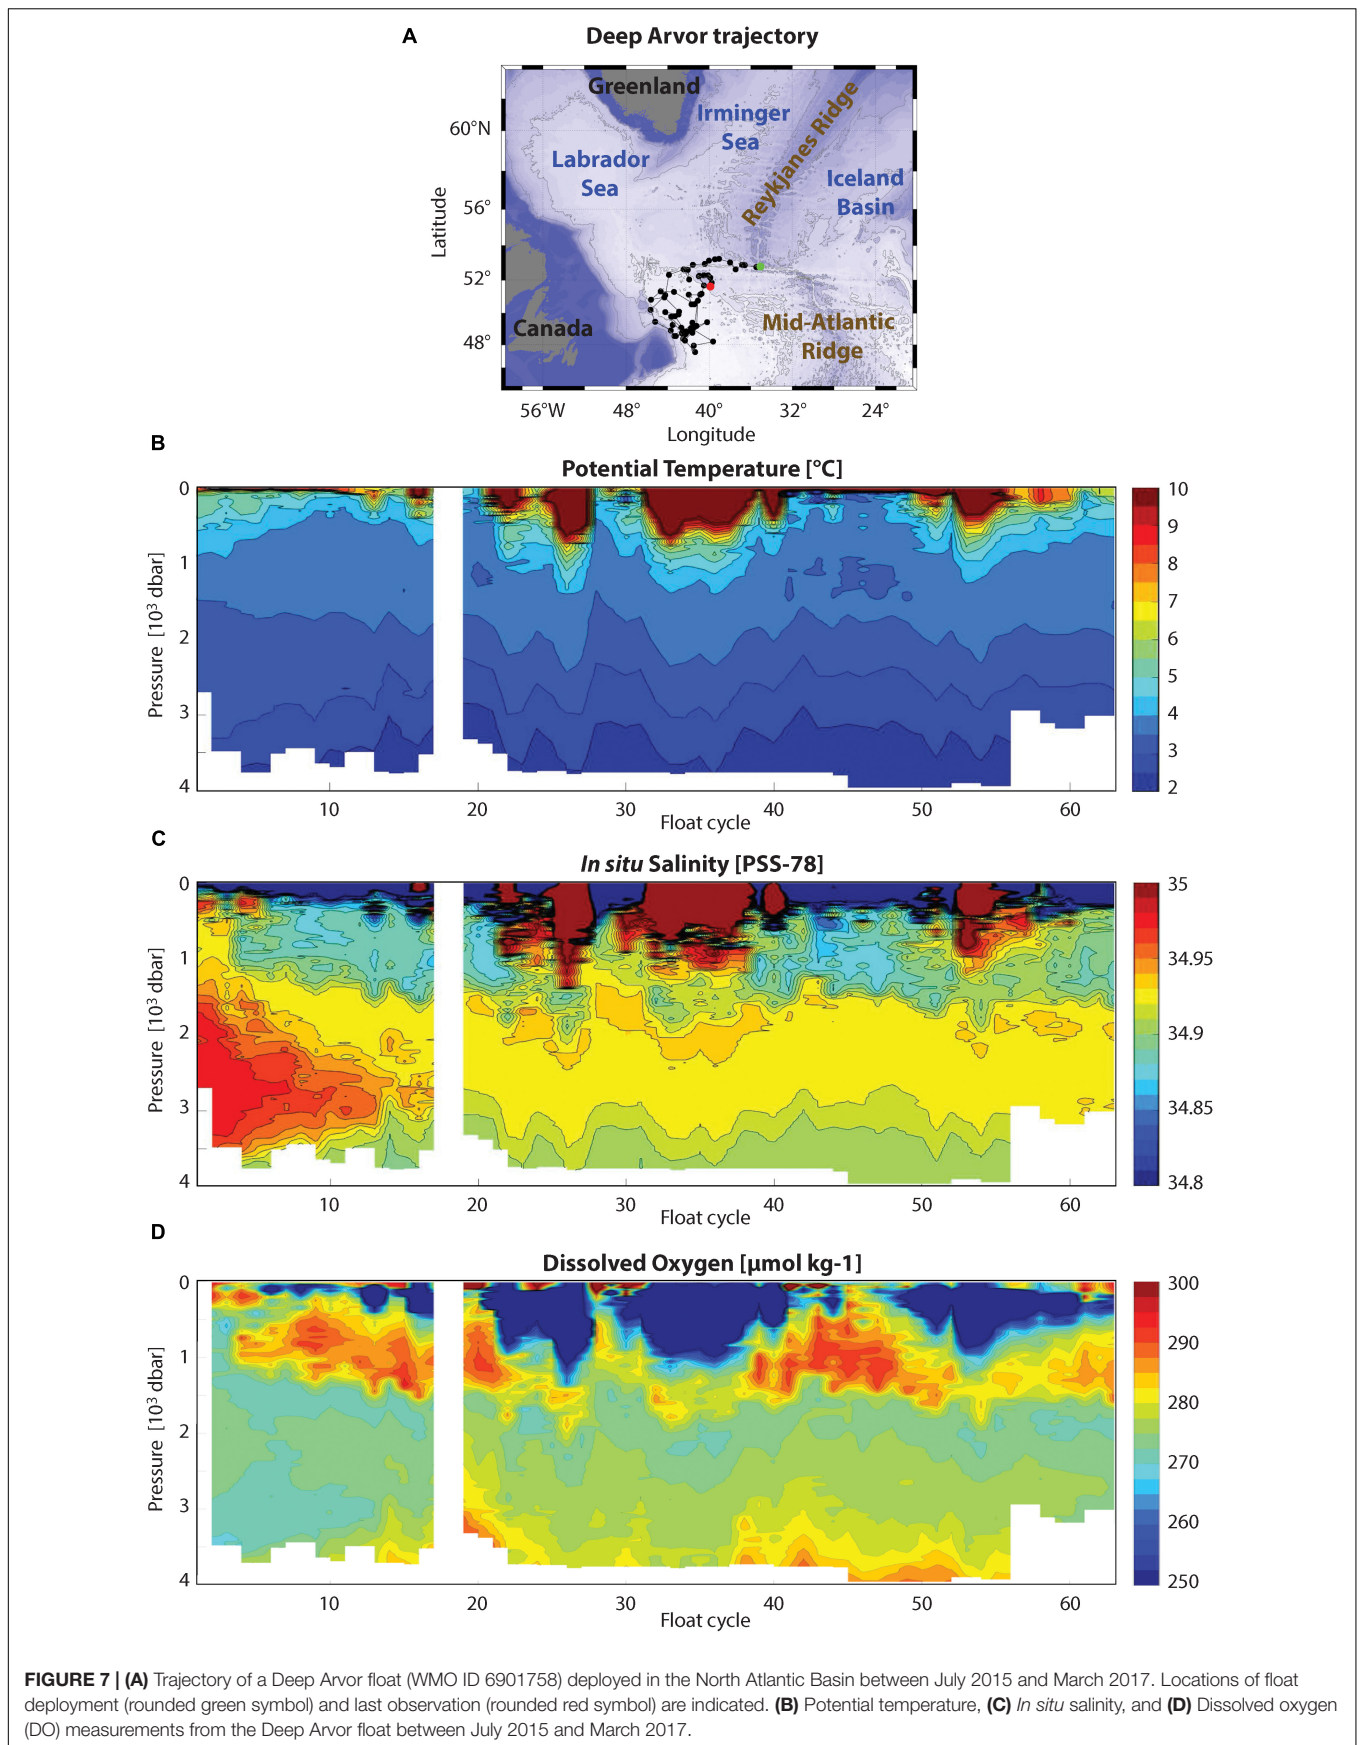 A
Deep Arvor trajectory
Greenland
Irminger
Sea
Reykjanes Ridge
Labrador
Sea
Iceland
Basin
Canada
Mid-Atlantic
Ridge
60°N
56°
52°
48°
Latitude
56°W 48° 40° 32° 24°
Longitude
B
Potential Temperature [°C]
0
1
2
3
4
Pressure [10³ dbar]
10 20 30 40 50 60
Float cycle
10
9
8
7
6
5
4
3
2
C
In situ Salinity [PSS-78]
0
1
2
3
4
Pressure [10³ dbar]
10 20 30 40 50 60
Float cycle
35
34.95
34.9
34.85
34.8
D
Dissolved Oxygen [µmol kg-1]
0
1
2
3
4
Pressure [10³ dbar]
10 20 30 40 50 60
Float cycle
300
290
280
270
260
250
FIGURE 7 | (A) Trajectory of a Deep Arvor float (WMO ID 6901758) deployed in the North Atlantic Basin between July 2015 and March 2017. Locations of float
deployment (rounded green symbol) and last observation (rounded red symbol) are indicated. (B) Potential temperature, (C) In situ salinity, and (D) Dissolved oxygen
(DO) measurements from the Deep Arvor float between July 2015 and March 2017.